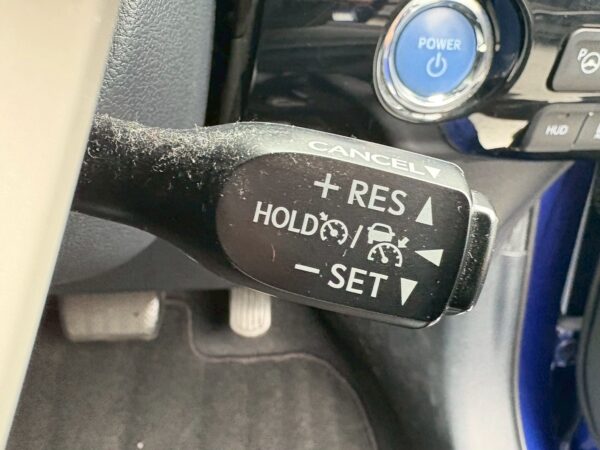 POWER
P
HUD
CANCEL▼
+ RES ▲
HOLD / ◀
− SET ▼